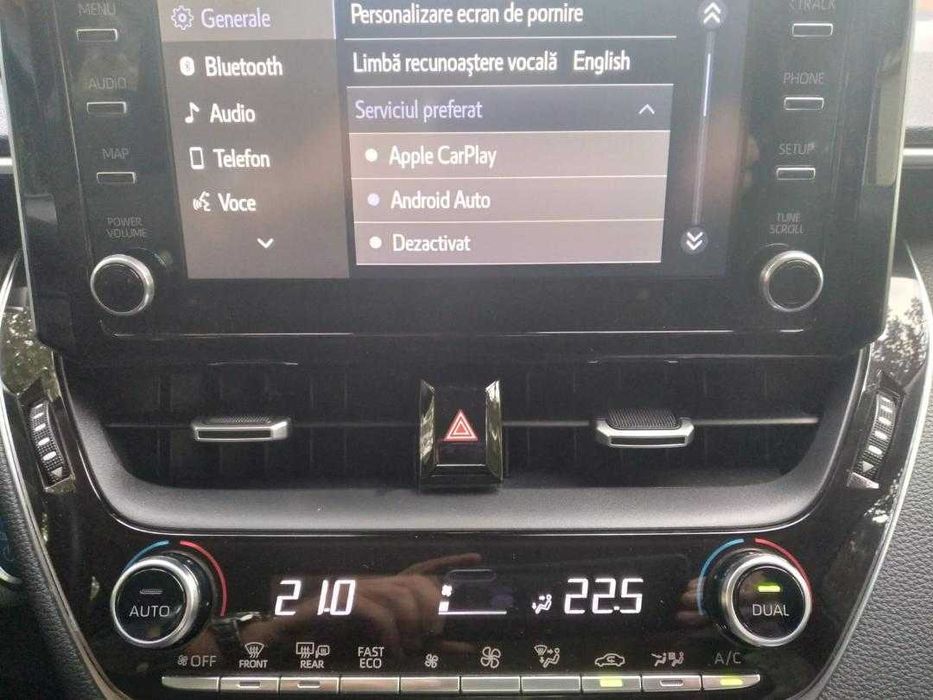 MENU
AUDIO
MAP
POWER
VOLUME
Generale
Bluetooth
Audio
Telefon
Voce
Personalizare ecran de pornire
Limbă recunoaştere vocală English
Serviciul preferat
Apple CarPlay
Android Auto
Dezactivat
TRACK
PHONE
SETUP
TUNE
SCROLL
AUTO
21.0
22.5
DUAL
OFF
FRONT
REAR
FAST
ECO
A/C